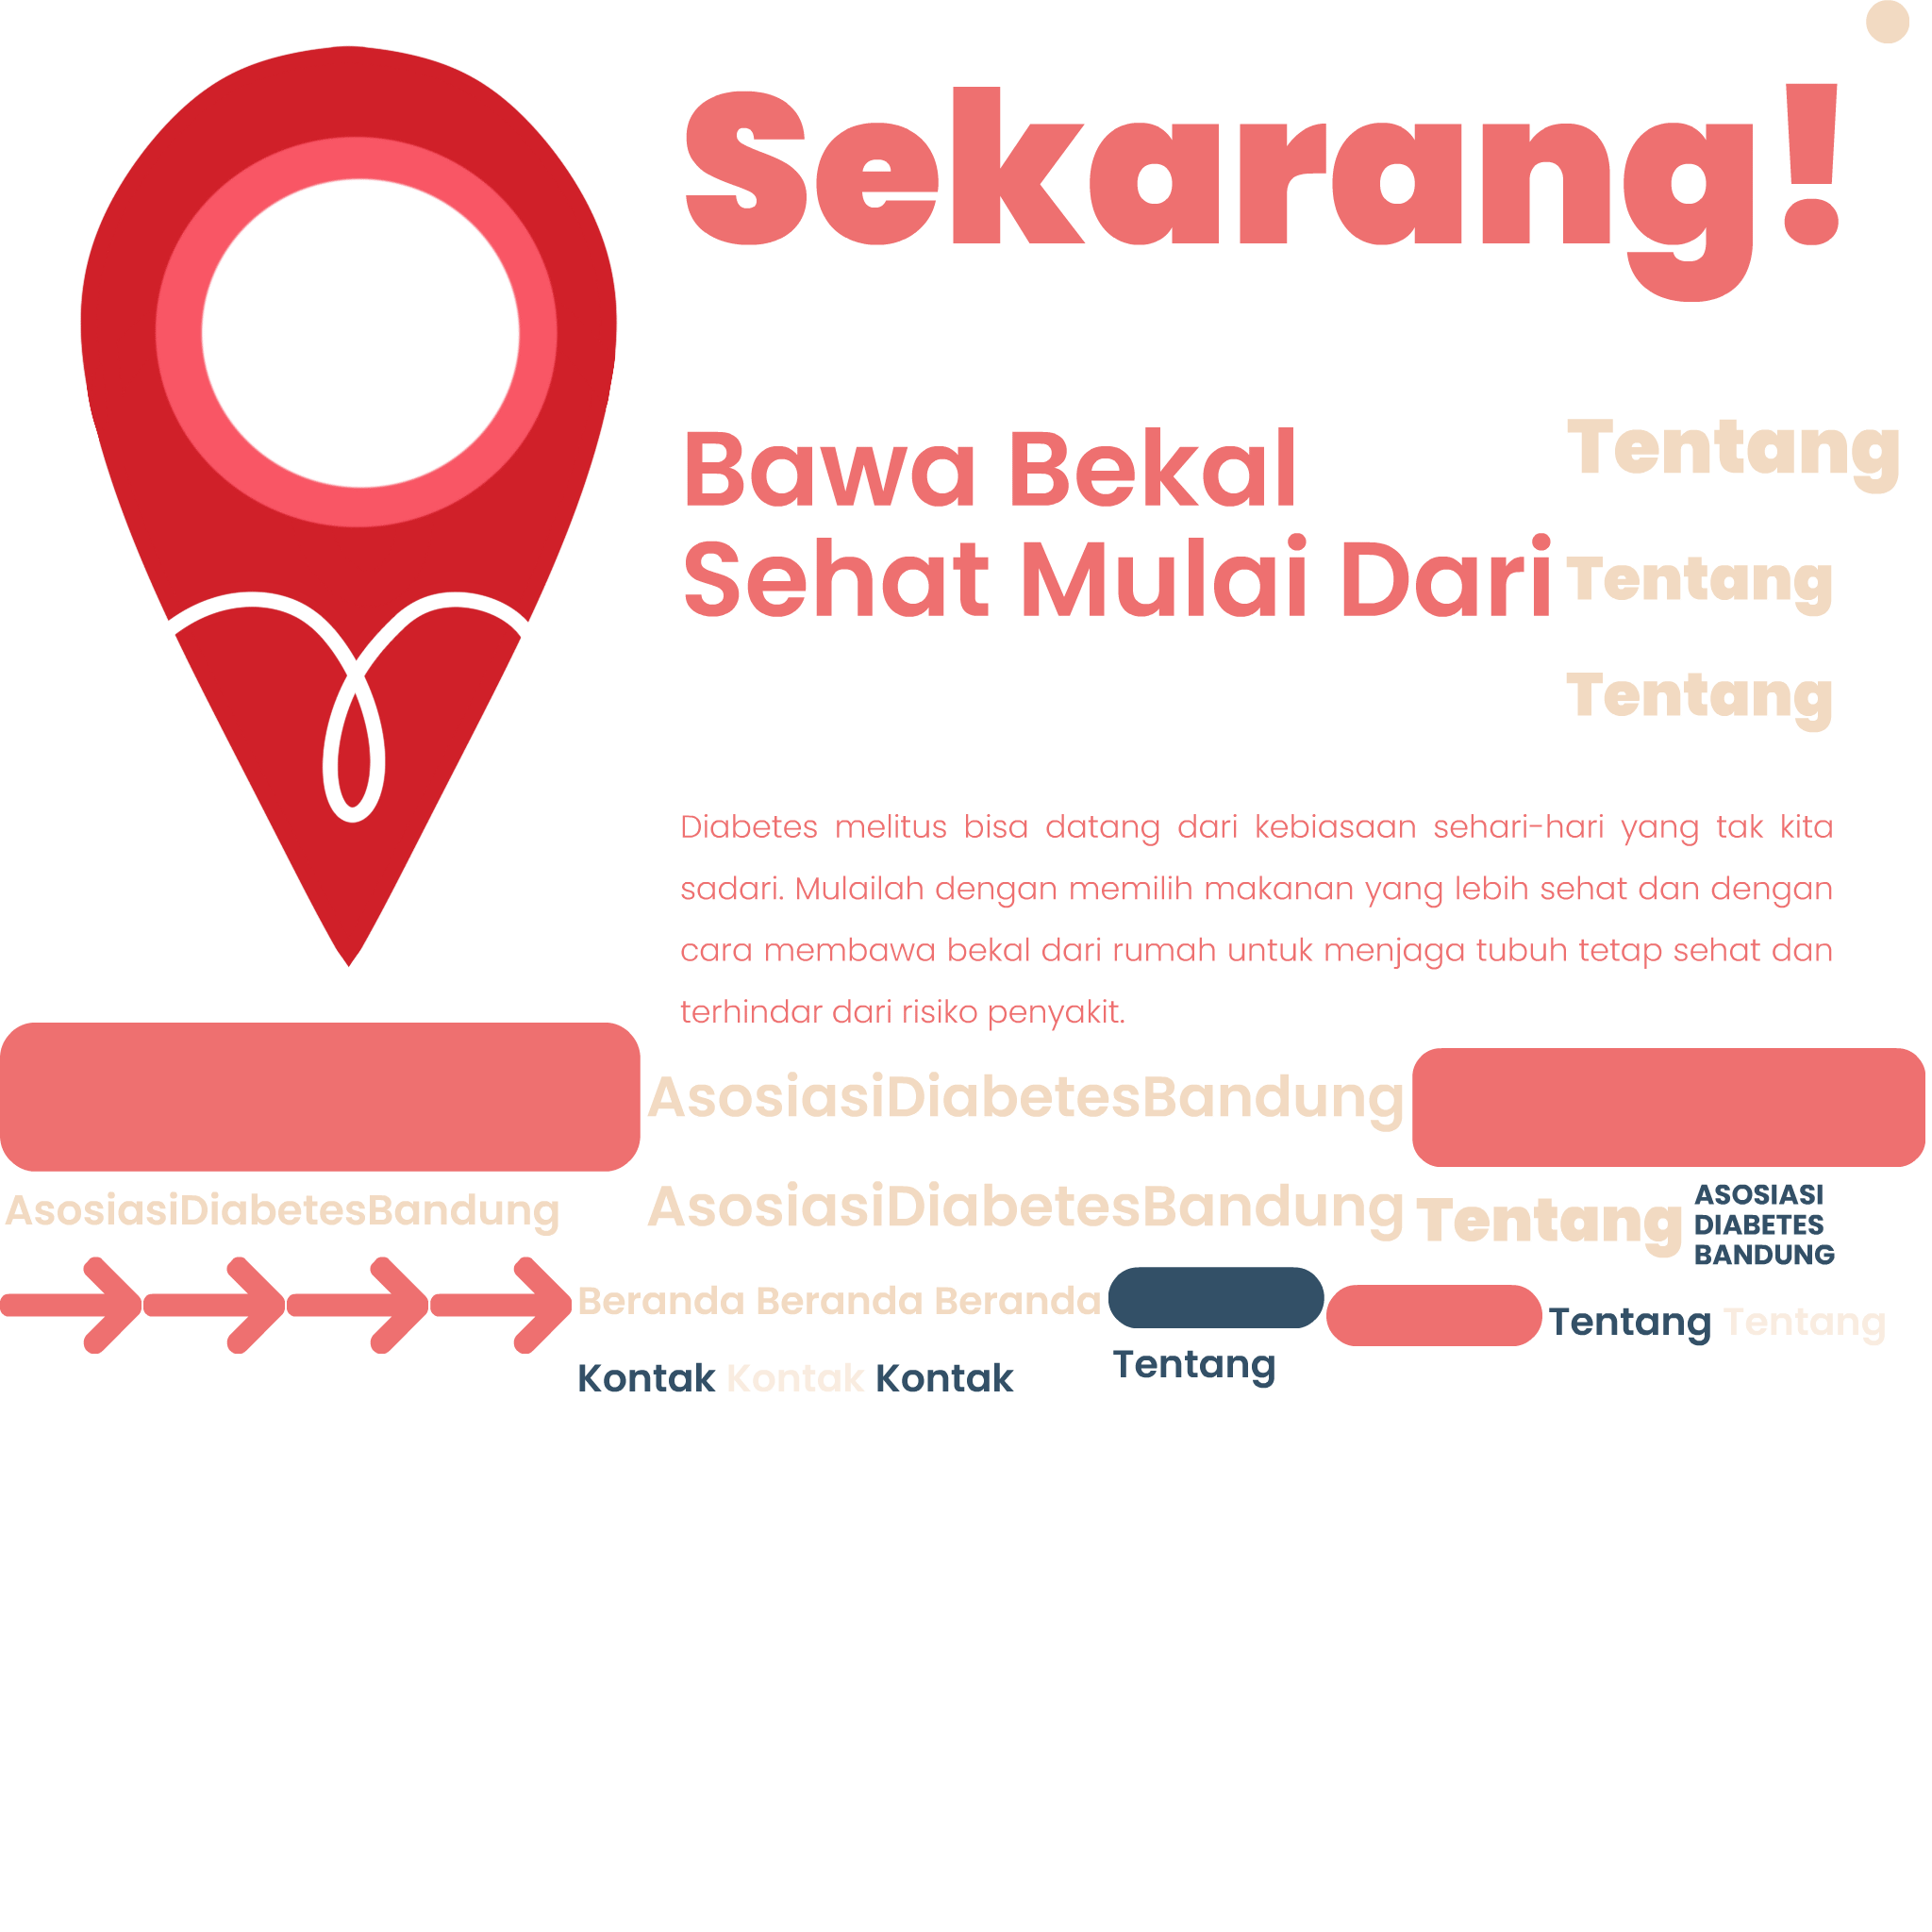 Sekarang!
Bawa Bekal
Sehat Mulai Dari
Tentang
Tentang
Tentang
Diabetes melitus bisa datang dari kebiasaan sehari-hari yang tak kita
sadari. Mulailah dengan memilih makanan yang lebih sehat dan dengan
cara membawa bekal dari rumah untuk menjaga tubuh tetap sehat dan
terhindar dari risiko penyakit.
AsosiasiDiabetesBandung
AsosiasiDiabetesBandung
AsosiasiDiabetesBandung
Tentang
ASOSIASI
DIABETES
BANDUNG
Beranda Beranda Beranda
Tentang Tentang
Kontak Kontak Kontak
Tentang